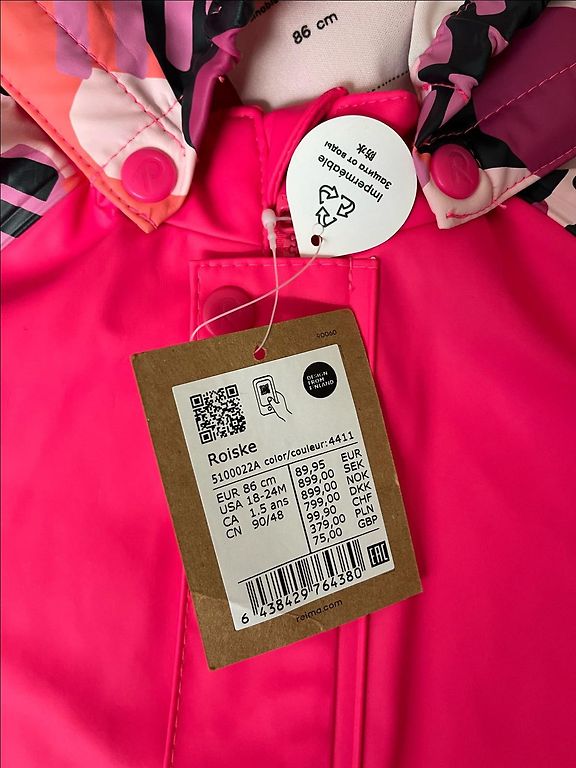 86 cm
Imperméable
Защита от воды
防水
90060
DESIGN
FROM
FINLAND
Roiske
5100022A color/couleur:4411
EUR 86 cm
USA 18-24M
CA 1.5 ans
CN 90/48
89,95 EUR
899,00 SEK
899,00 NOK
799,00 DKK
99,90 CHF
379,00 PLN
75,00 GBP
EAC
6 438429 764380
reima.com